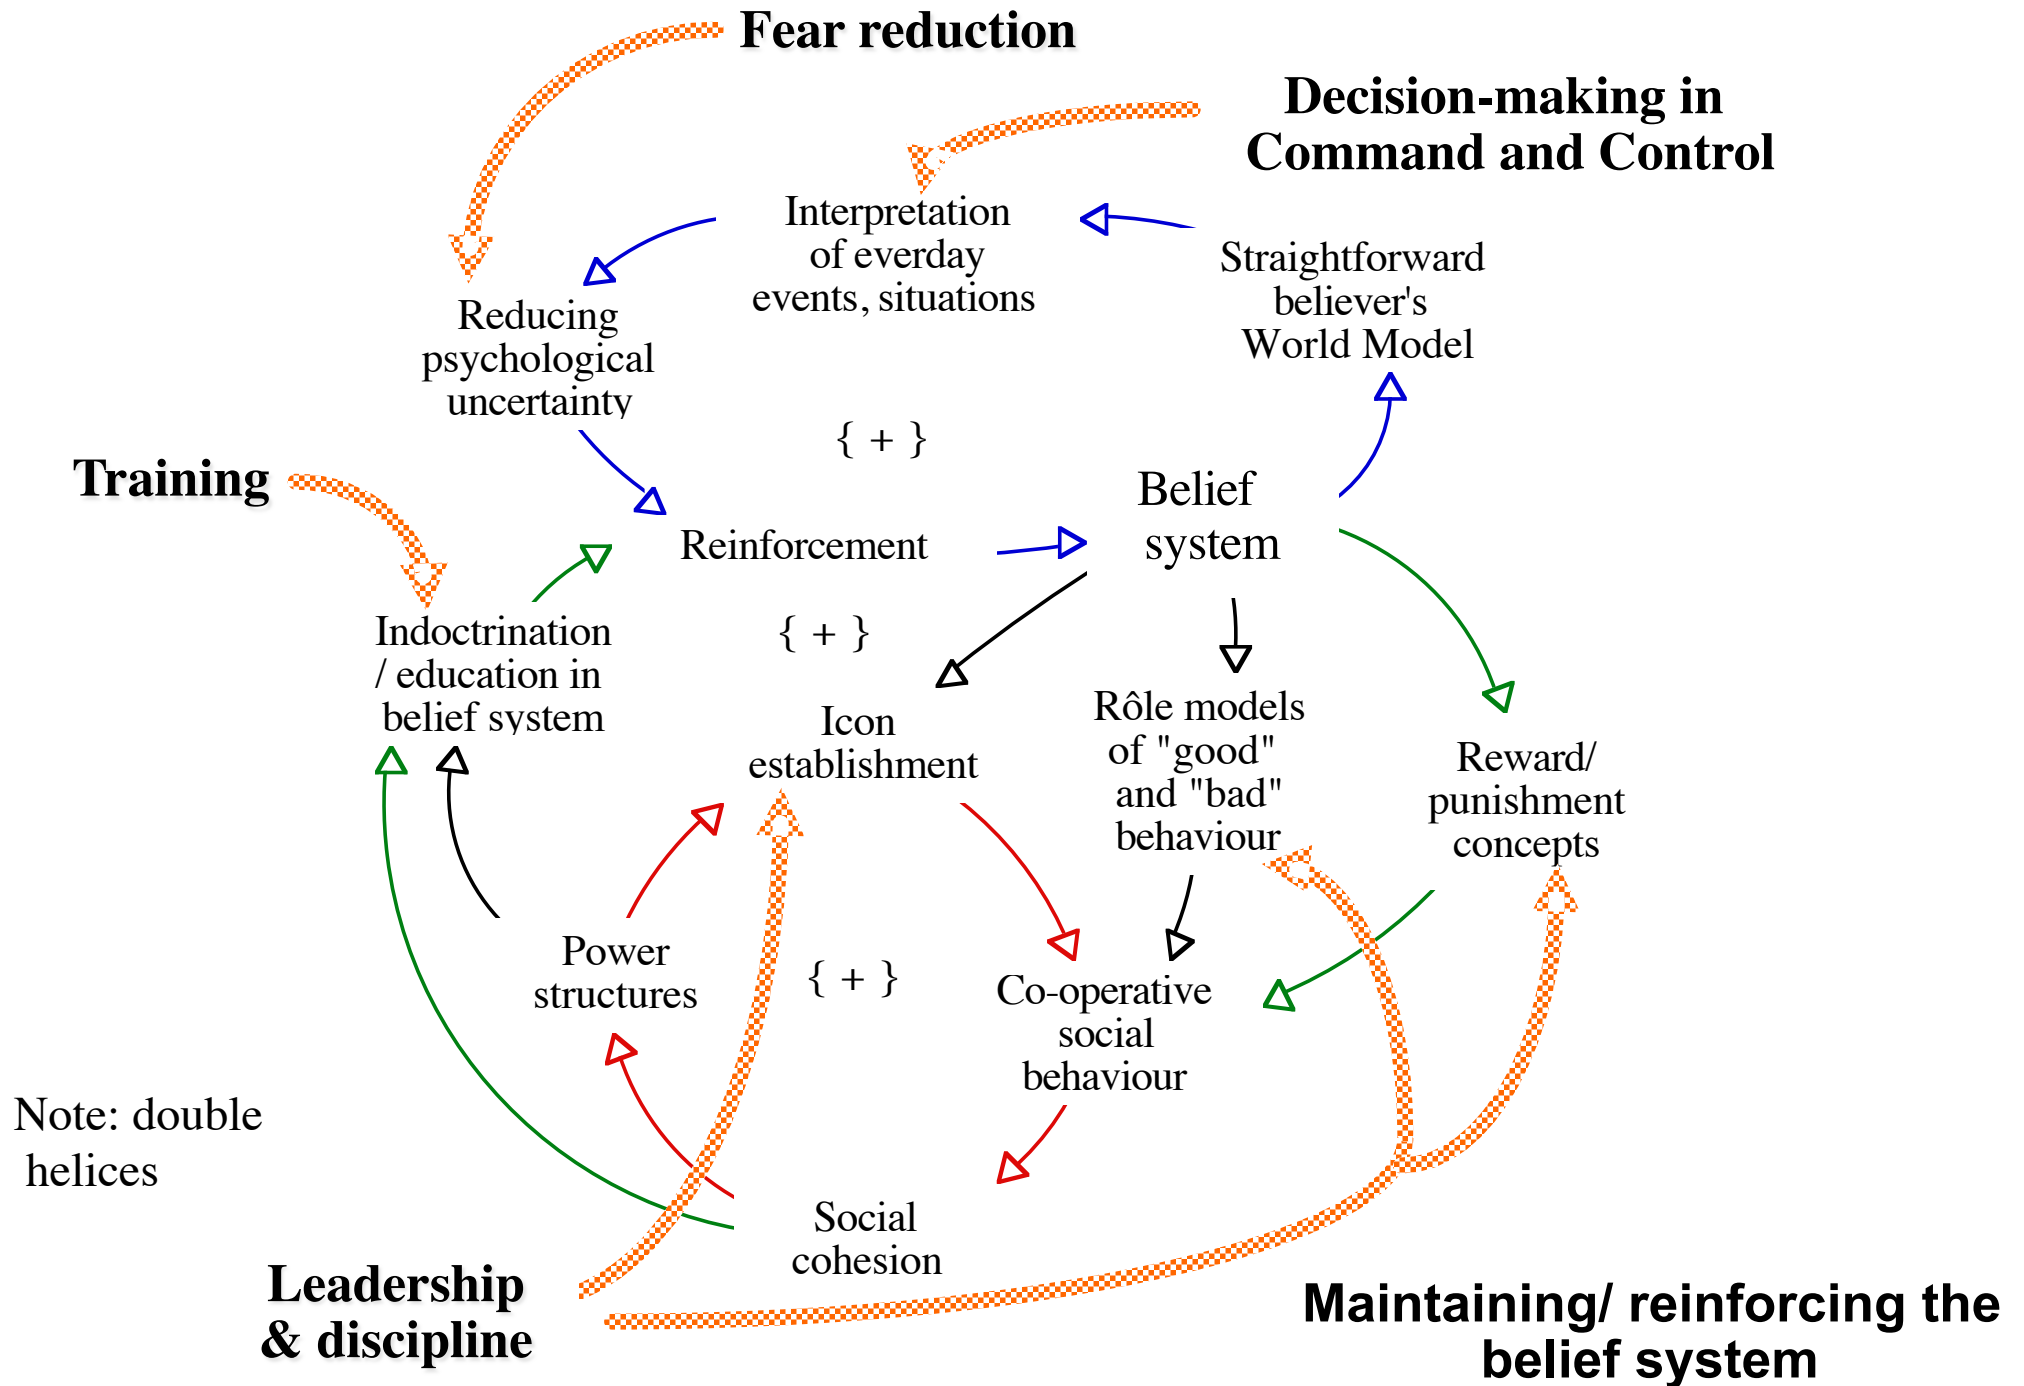 Fear reduction
Decision-making in
Command and Control
Interpretation
of everday
events, situations
Straightforward
believer's
World Model
Reducing
psychological
uncertainty
{ + }
Training
Belief
system
Reinforcement
Indoctrination
/ education in
belief system
{ + }
Icon
establishment
Rôle models
of "good"
and "bad"
behaviour
Reward/
punishment
concepts
Power
structures
{ + }
Co-operative
social
behaviour
Note: double
helices
Social
cohesion
Leadership
& discipline
Maintaining/ reinforcing the
belief system